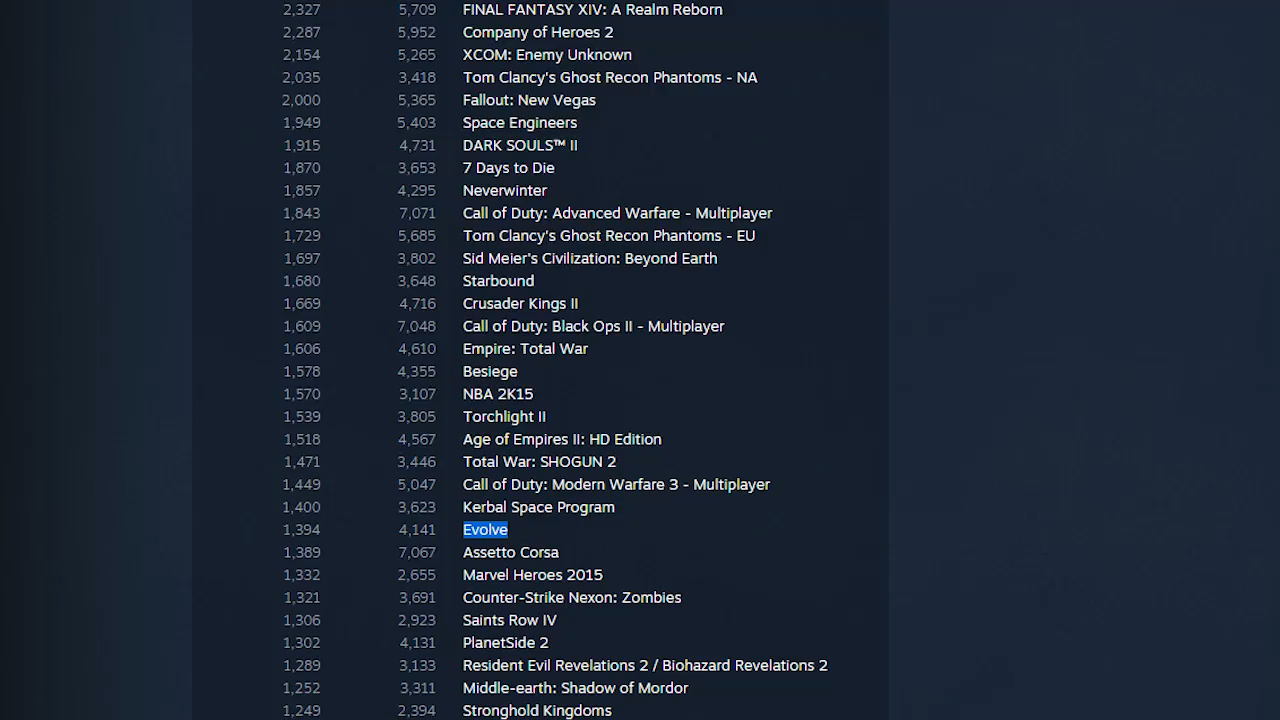 2,327 5,709 FINAL FANTASY XIV: A Realm Reborn
2,287 5,952 Company of Heroes 2
2,154 5,265 XCOM: Enemy Unknown
2,035 3,418 Tom Clancy's Ghost Recon Phantoms - NA
2,000 5,365 Fallout: New Vegas
1,949 5,403 Space Engineers
1,915 4,731 DARK SOULS™ II
1,870 3,653 7 Days to Die
1,857 4,295 Neverwinter
1,843 7,071 Call of Duty: Advanced Warfare - Multiplayer
1,729 5,685 Tom Clancy's Ghost Recon Phantoms - EU
1,697 3,802 Sid Meier's Civilization: Beyond Earth
1,680 3,648 Starbound
1,669 4,716 Crusader Kings II
1,609 7,048 Call of Duty: Black Ops II - Multiplayer
1,606 4,610 Empire: Total War
1,578 4,355 Besiege
1,570 3,107 NBA 2K15
1,539 3,805 Torchlight II
1,518 4,567 Age of Empires II: HD Edition
1,471 3,446 Total War: SHOGUN 2
1,449 5,047 Call of Duty: Modern Warfare 3 - Multiplayer
1,400 3,623 Kerbal Space Program
1,394 4,141 Evolve
1,389 7,067 Assetto Corsa
1,332 2,655 Marvel Heroes 2015
1,321 3,691 Counter-Strike Nexon: Zombies
1,306 2,923 Saints Row IV
1,302 4,131 PlanetSide 2
1,289 3,133 Resident Evil Revelations 2 / Biohazard Revelations 2
1,252 3,311 Middle-earth: Shadow of Mordor
1,249 2,394 Stronghold Kingdoms